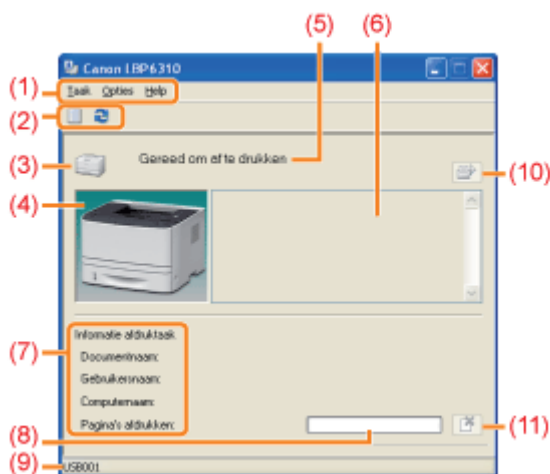 (5)
(6)
Canon LBP6310
(1)
Taak Opties Help
(2)
(3)
Gereed om af te drukken
(10)
(4)
Informatie afdruktaak
(7)
Documentnaam:
Gebruikersnaam:
Computernaam:
Pagina's afdrukken:
(11)
(8)
(9)
USB001